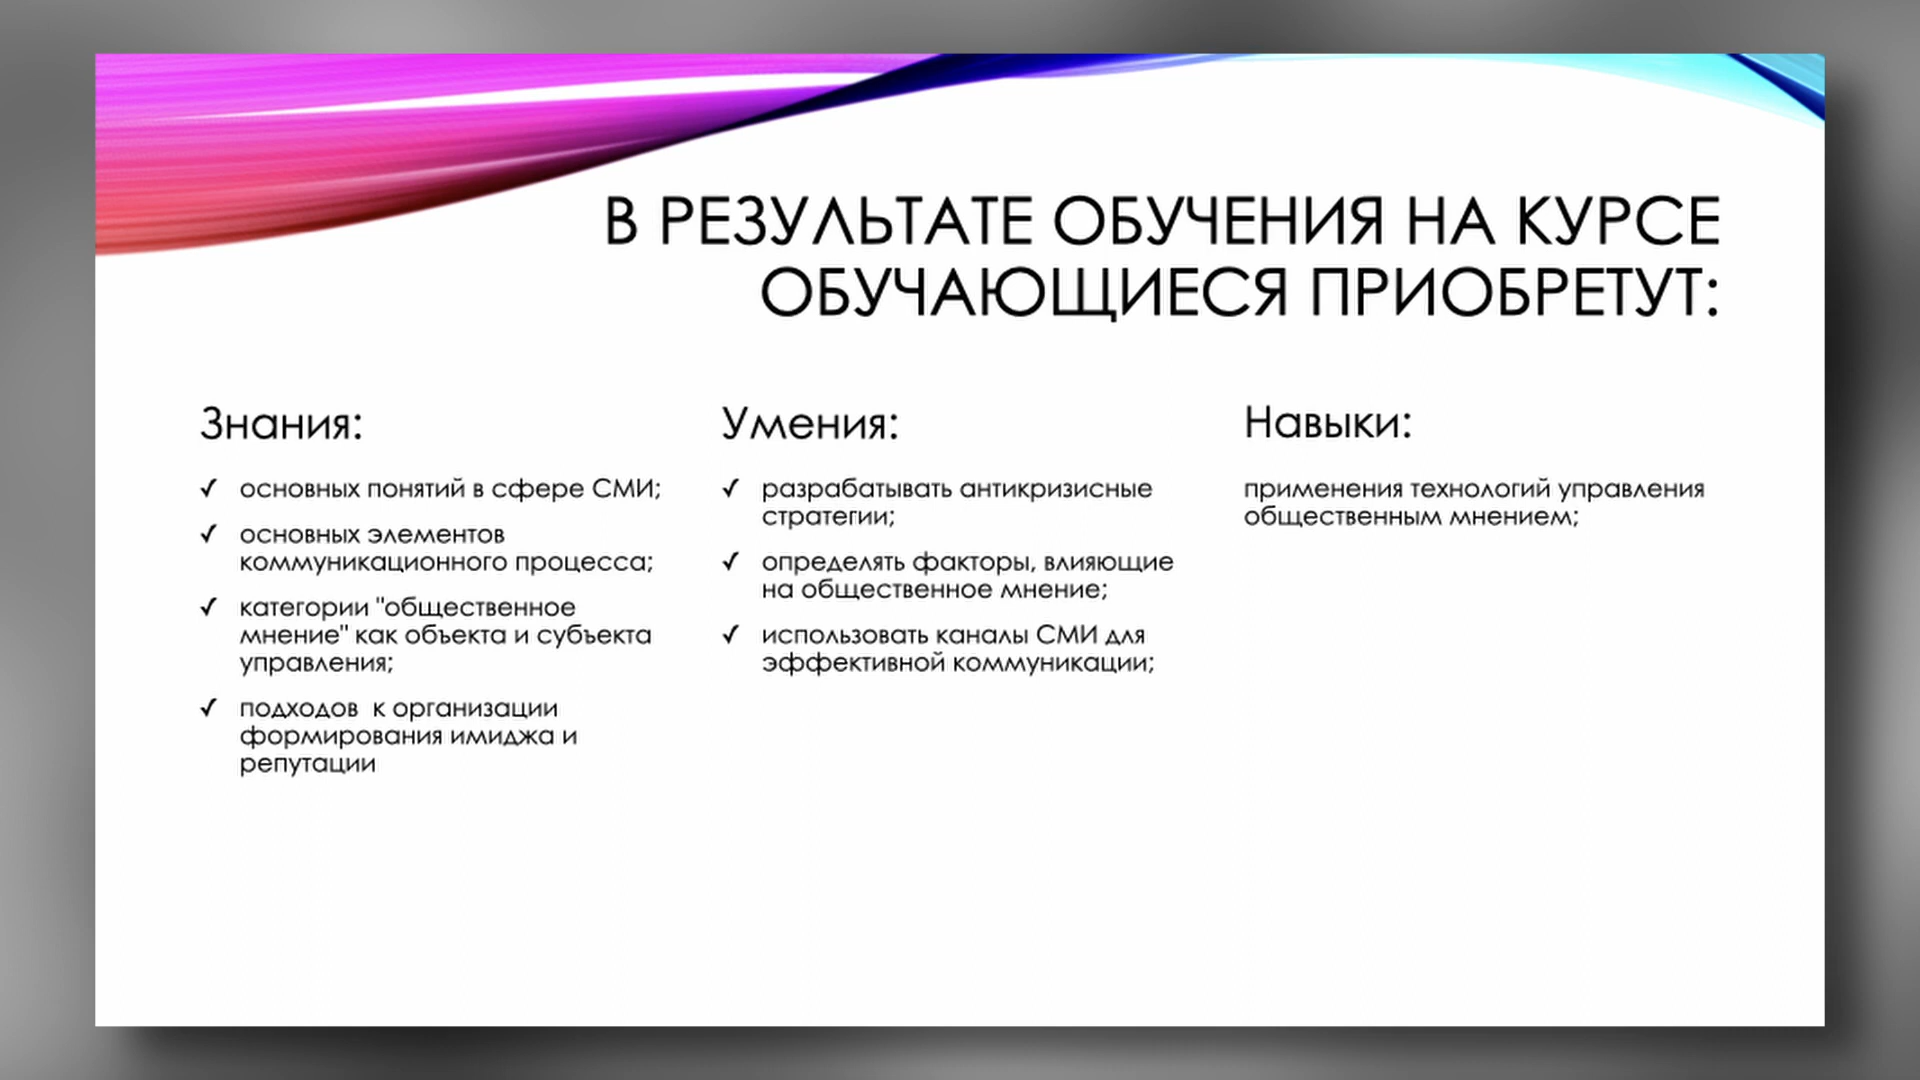 В РЕЗУЛЬТАТЕ ОБУЧЕНИЯ НА КУРСЕ
ОБУЧАЮЩИЕСЯ ПРИОБРЕТУТ:
Знания:
✓ основных понятий в сфере СМИ;
✓ основных элементов
коммуникационного процесса;
✓ категории "общественное
мнение" как объекта и субъекта
управления;
✓ подходов  к организации
формирования имиджа и
репутации
Умения:
✓ разрабатывать антикризисные
стратегии;
✓ определять факторы, влияющие
на общественное мнение;
✓ использовать каналы СМИ для
эффективной коммуникации;
Навыки:
применения технологий управления
общественным мнением;